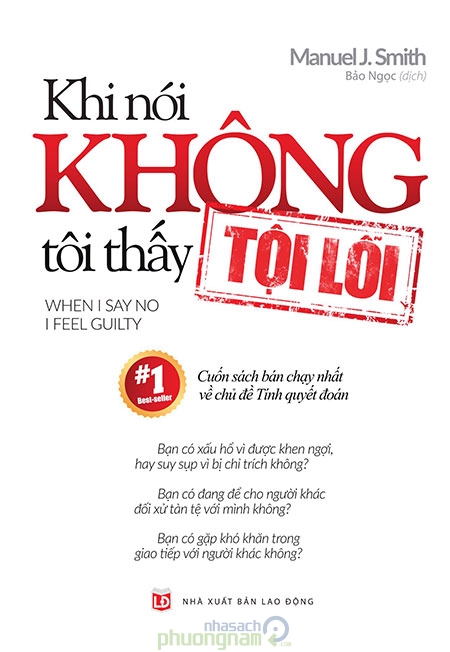 Manuel J. Smith
Bảo Ngọc (dịch)
Khi nói
KHÔNG
tôi thấy
TỘI LỖI
WHEN I SAY NO
I FEEL GUILTY
#1
Best-seller
Cuốn sách bán chạy nhất
về chủ đề Tính quyết đoán
Bạn có xấu hổ vì được khen ngợi,
hay suy sụp vì bị chỉ trích không?
Bạn có đang để cho người khác
đối xử tàn tệ với mình không?
Bạn có gặp khó khăn trong
giao tiếp với người khác không?
LĐ
NHÀ XUẤT BẢN LAO ĐỘNG
nhasach
phuongnam
.com